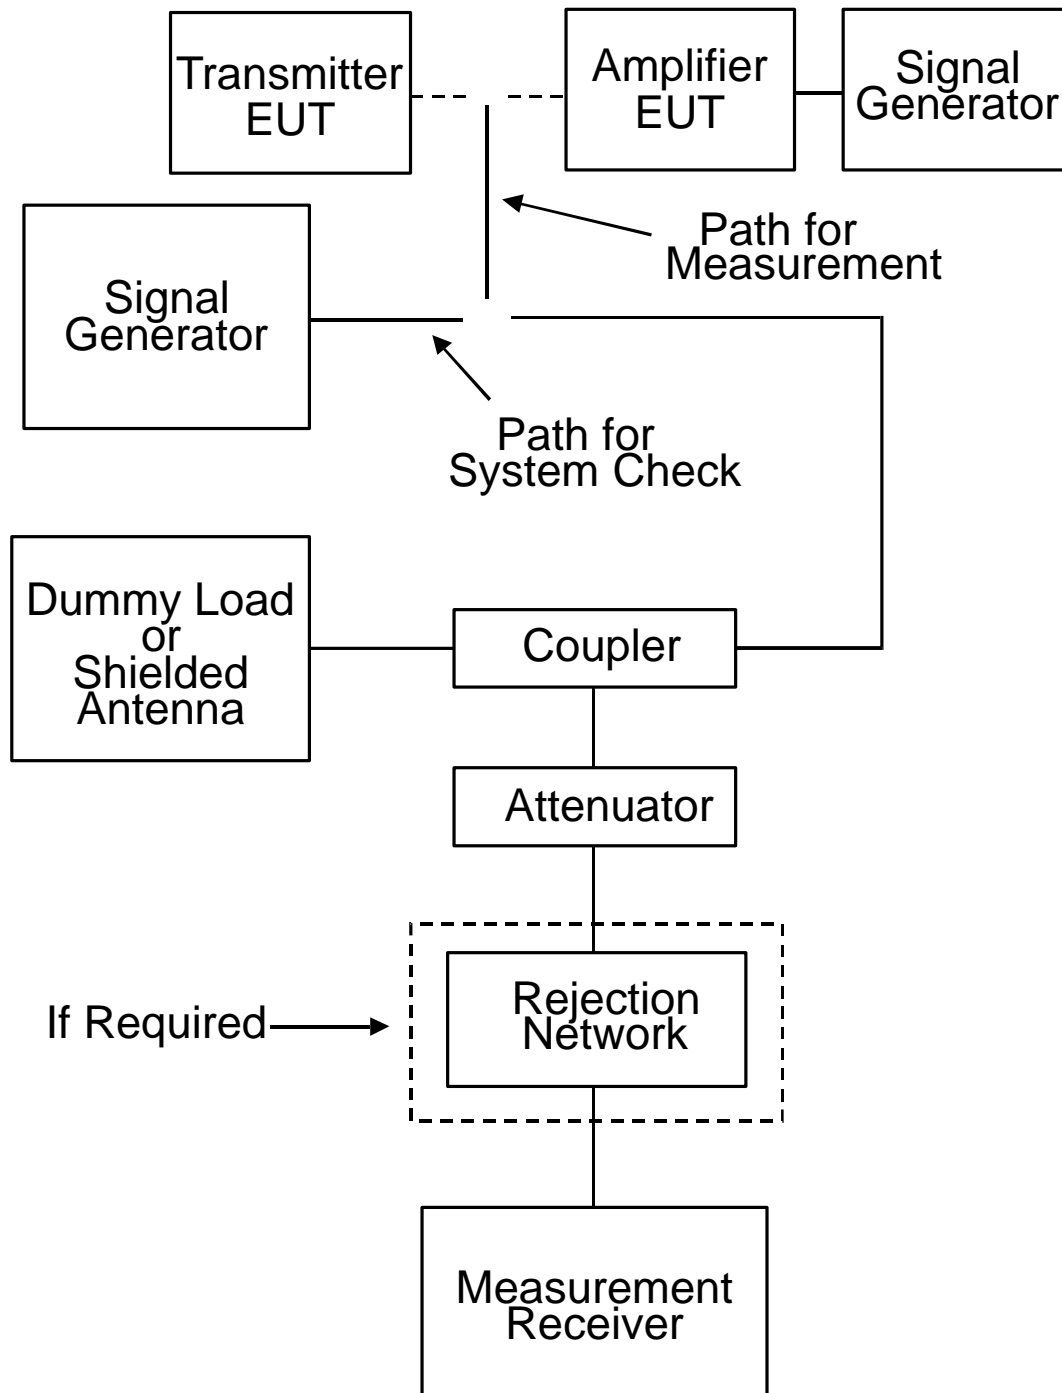 Transmitter
EUT
Amplifier
EUT
Signal
Generator
Path for
Measurement
Signal
Generator
Path for
System Check
Dummy Load
or
Shielded
Antenna
Coupler
Attenuator
If Required
Rejection
Network
Measurement
Receiver